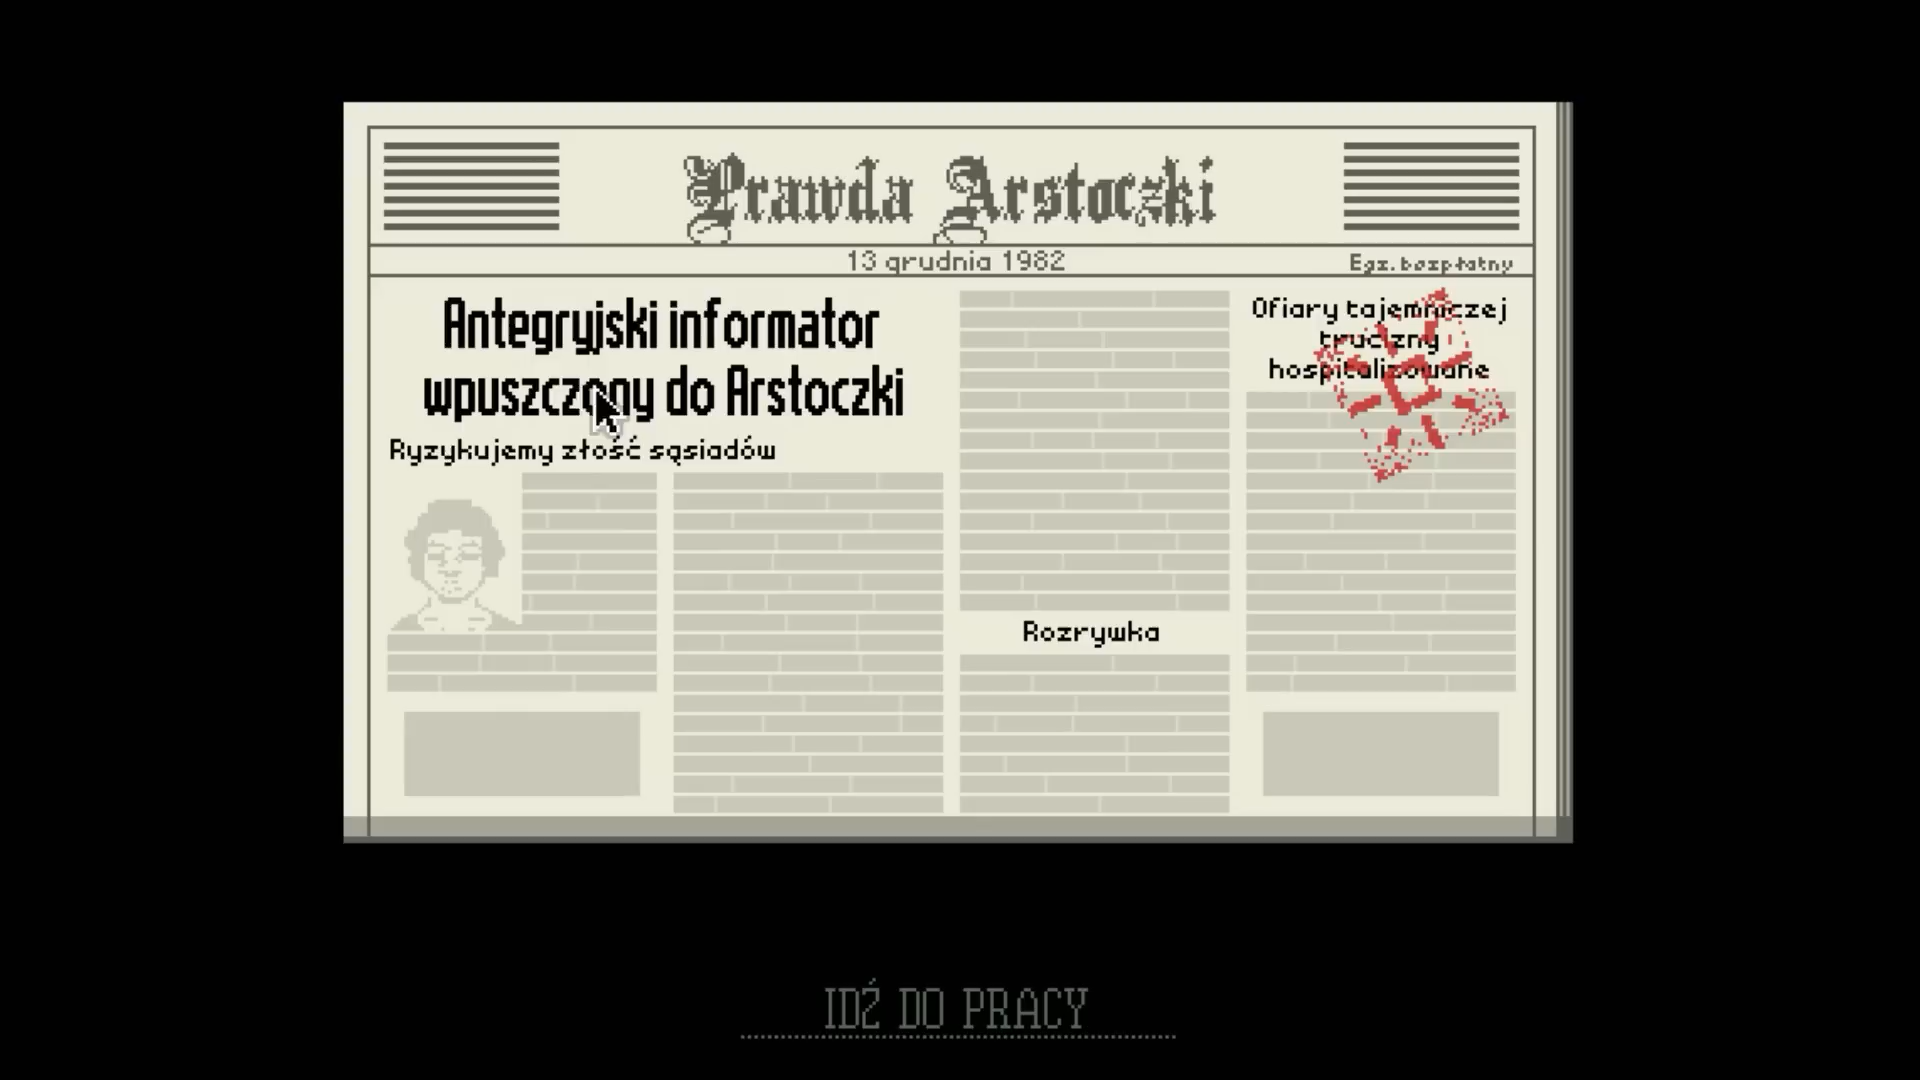 Prawda Arstoczki
13 grudnia 1982
Egz. bezpłatny
Antegryjski informator
wpuszczony do Arstoczki
Ryzykujemy złość sąsiadów
Rozrywka
Ofiary tajemniczej
trucizny
hospitalizowane
IDŹ DO PRACY